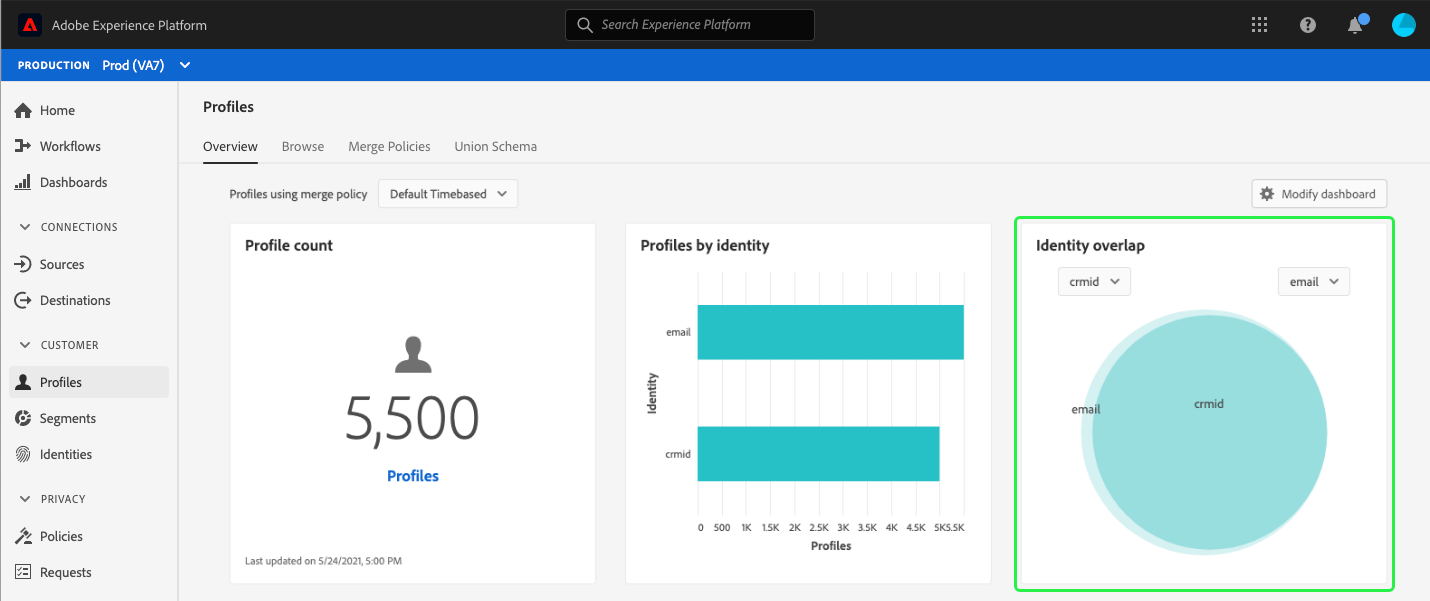 Adobe Experience Platform
Search Experience Platform
PRODUCTION Prod (VA7)
Home
Workflows
Dashboards
CONNECTIONS
Sources
Destinations
CUSTOMER
Profiles
Segments
Identities
PRIVACY
Policies
Requests
Profiles
Overview Browse Merge Policies Union Schema
Profiles using merge policy Default Timebased
Modify dashboard
Profile count
5,500
Profiles
Last updated on 5/24/2021, 5:00 PM
Profiles by identity
Identity
email
crmid
0 500 1K 1.5K 2K 2.5K 3K 3.5K 4K 4.5K 5K5.5K
Profiles
Identity overlap
crmid email
email crmid